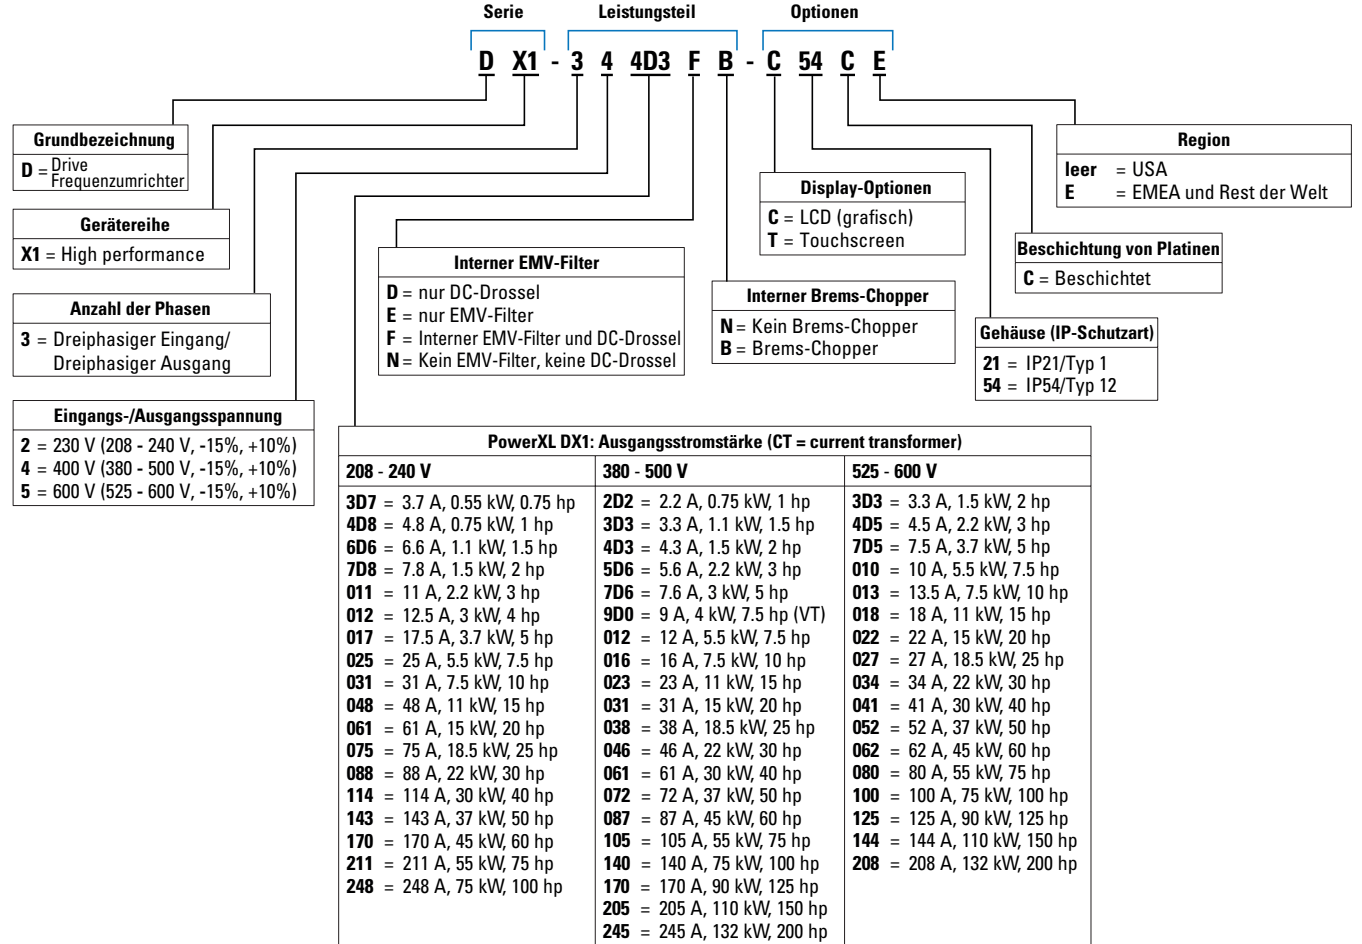 Serie Leistungsteil Optionen
D X1 - 3 4 4D3 F B - C 54 C E
Grundbezeichnung
D = Drive
Frequenzumrichter
Gerätereihe
X1 = High performance
Anzahl der Phasen
3 = Dreiphasiger Eingang/
Dreiphasiger Ausgang
Eingangs-/Ausgangsspannung
2 = 230 V (208 - 240 V, -15%, +10%)
4 = 400 V (380 - 500 V, -15%, +10%)
5 = 600 V (525 - 600 V, -15%, +10%)
Interner EMV-Filter
D = nur DC-Drossel
E = nur EMV-Filter
F = Interner EMV-Filter und DC-Drossel
N = Kein EMV-Filter, keine DC-Drossel
Interner Brems-Chopper
N = Kein Brems-Chopper
B = Brems-Chopper
Display-Optionen
C = LCD (grafisch)
T = Touchscreen
Region
leer = USA
E = EMEA und Rest der Welt
Beschichtung von Platinen
C = Beschichtet
Gehäuse (IP-Schutzart)
21 = IP21/Typ 1
54 = IP54/Typ 12
PowerXL DX1: Ausgangsstromstärke (CT = current transformer)
208 - 240 V
3D7 = 3.7 A, 0.55 kW, 0.75 hp
4D8 = 4.8 A, 0.75 kW, 1 hp
6D6 = 6.6 A, 1.1 kW, 1.5 hp
7D8 = 7.8 A, 1.5 kW, 2 hp
011 = 11 A, 2.2 kW, 3 hp
012 = 12.5 A, 3 kW, 4 hp
017 = 17.5 A, 3.7 kW, 5 hp
025 = 25 A, 5.5 kW, 7.5 hp
031 = 31 A, 7.5 kW, 10 hp
048 = 48 A, 11 kW, 15 hp
061 = 61 A, 15 kW, 20 hp
075 = 75 A, 18.5 kW, 25 hp
088 = 88 A, 22 kW, 30 hp
114 = 114 A, 30 kW, 40 hp
143 = 143 A, 37 kW, 50 hp
170 = 170 A, 45 kW, 60 hp
211 = 211 A, 55 kW, 75 hp
248 = 248 A, 75 kW, 100 hp
380 - 500 V
2D2 = 2.2 A, 0.75 kW, 1 hp
3D3 = 3.3 A, 1.1 kW, 1.5 hp
4D3 = 4.3 A, 1.5 kW, 2 hp
5D6 = 5.6 A, 2.2 kW, 3 hp
7D6 = 7.6 A, 3 kW, 5 hp
9D0 = 9 A, 4 kW, 7.5 hp (VT)
012 = 12 A, 5.5 kW, 7.5 hp
016 = 16 A, 7.5 kW, 10 hp
023 = 23 A, 11 kW, 15 hp
031 = 31 A, 15 kW, 20 hp
038 = 38 A, 18.5 kW, 25 hp
046 = 46 A, 22 kW, 30 hp
061 = 61 A, 30 kW, 40 hp
072 = 72 A, 37 kW, 50 hp
087 = 87 A, 45 kW, 60 hp
105 = 105 A, 55 kW, 75 hp
140 = 140 A, 75 kW, 100 hp
170 = 170 A, 90 kW, 125 hp
205 = 205 A, 110 kW, 150 hp
245 = 245 A, 132 kW, 200 hp
525 - 600 V
3D3 = 3.3 A, 1.5 kW, 2 hp
4D5 = 4.5 A, 2.2 kW, 3 hp
7D5 = 7.5 A, 3.7 kW, 5 hp
010 = 10 A, 5.5 kW, 7.5 hp
013 = 13.5 A, 7.5 kW, 10 hp
018 = 18 A, 11 kW, 15 hp
022 = 22 A, 15 kW, 20 hp
027 = 27 A, 18.5 kW, 25 hp
034 = 34 A, 22 kW, 30 hp
041 = 41 A, 30 kW, 40 hp
052 = 52 A, 37 kW, 50 hp
062 = 62 A, 45 kW, 60 hp
080 = 80 A, 55 kW, 75 hp
100 = 100 A, 75 kW, 100 hp
125 = 125 A, 90 kW, 125 hp
144 = 144 A, 110 kW, 150 hp
208 = 208 A, 132 kW, 200 hp